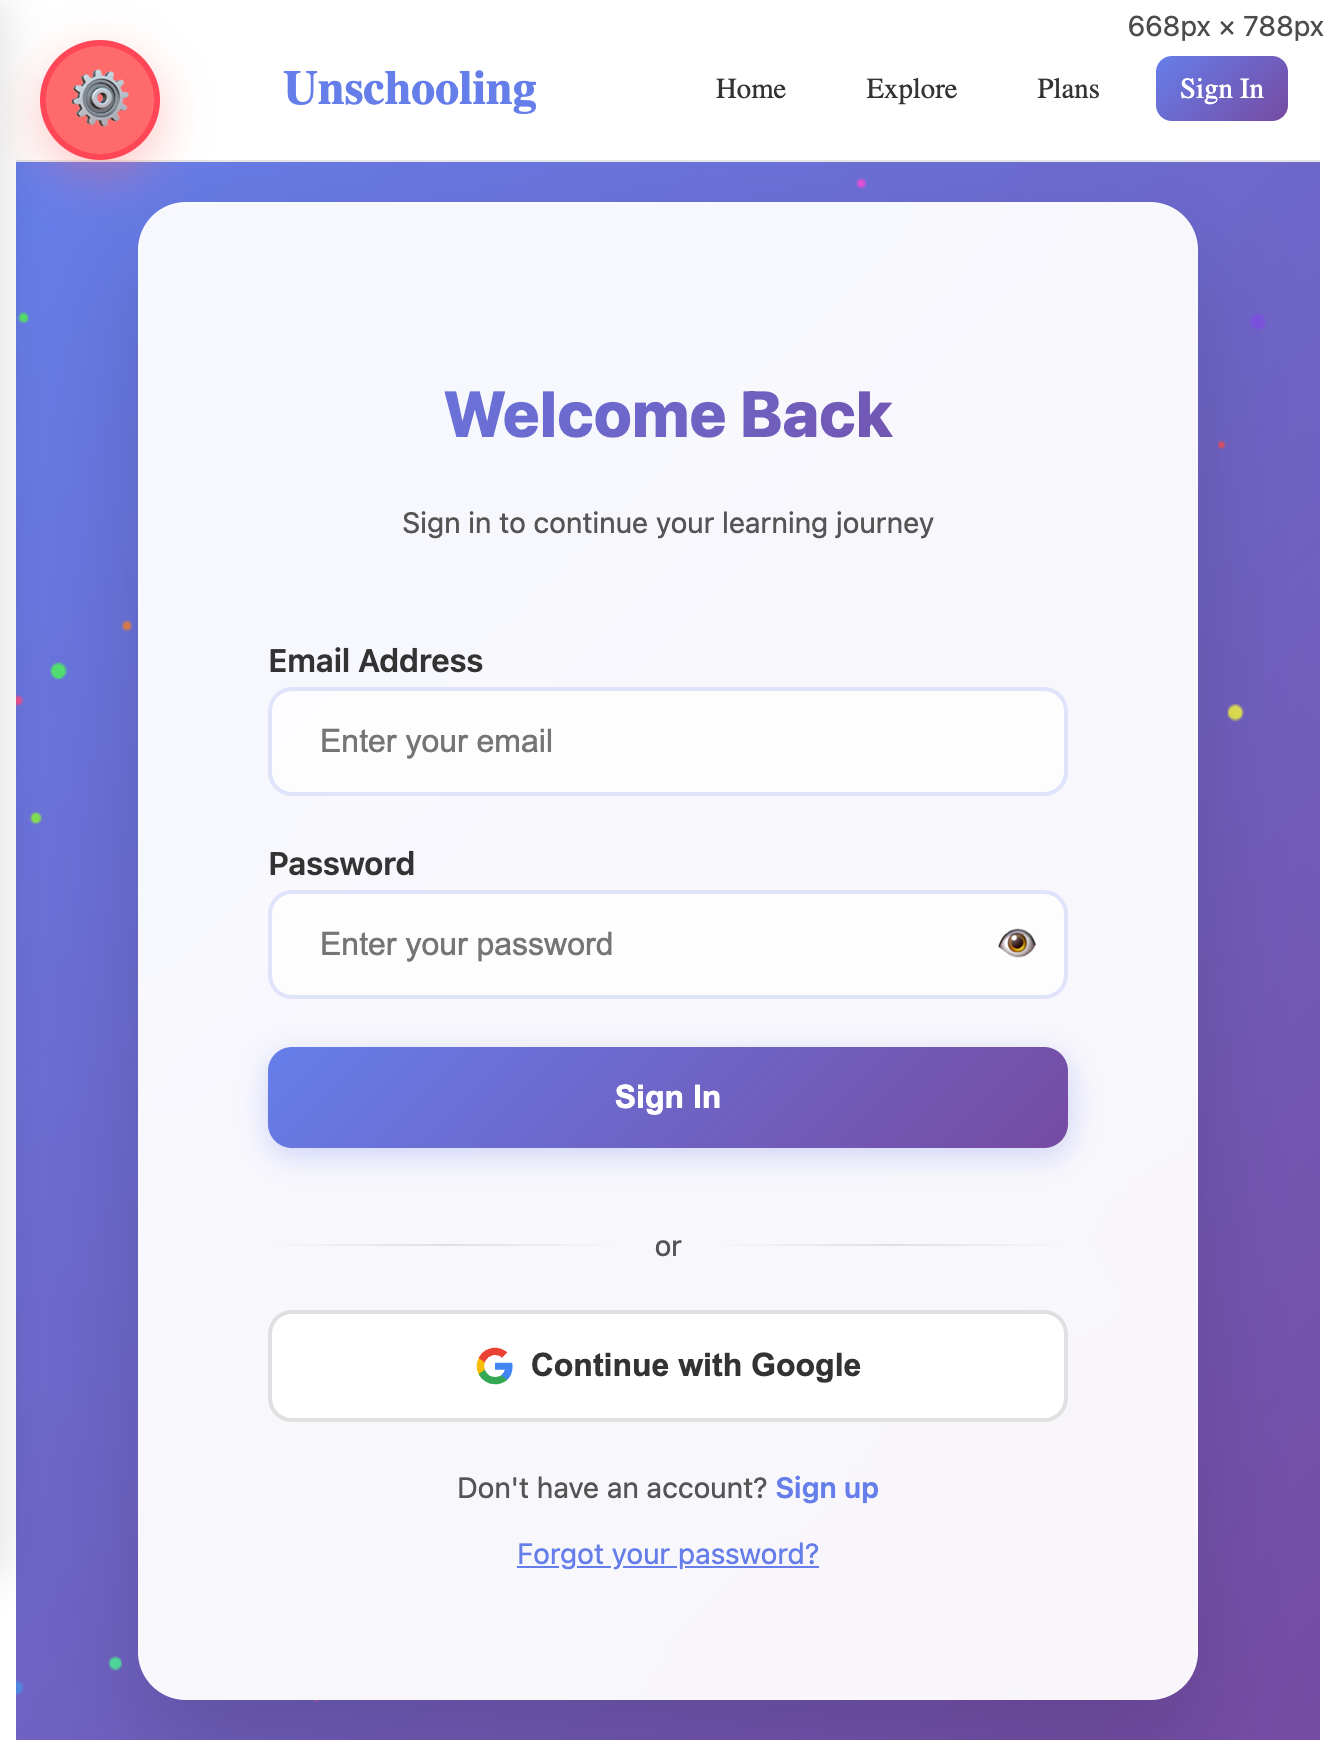 668px × 788px
Unschooling
Home
Explore
Plans
Sign In
Welcome Back
Sign in to continue your learning journey
Email Address
Enter your email
Password
Enter your password
Sign In
or
Continue with Google
Don't have an account? Sign up
Forgot your password?